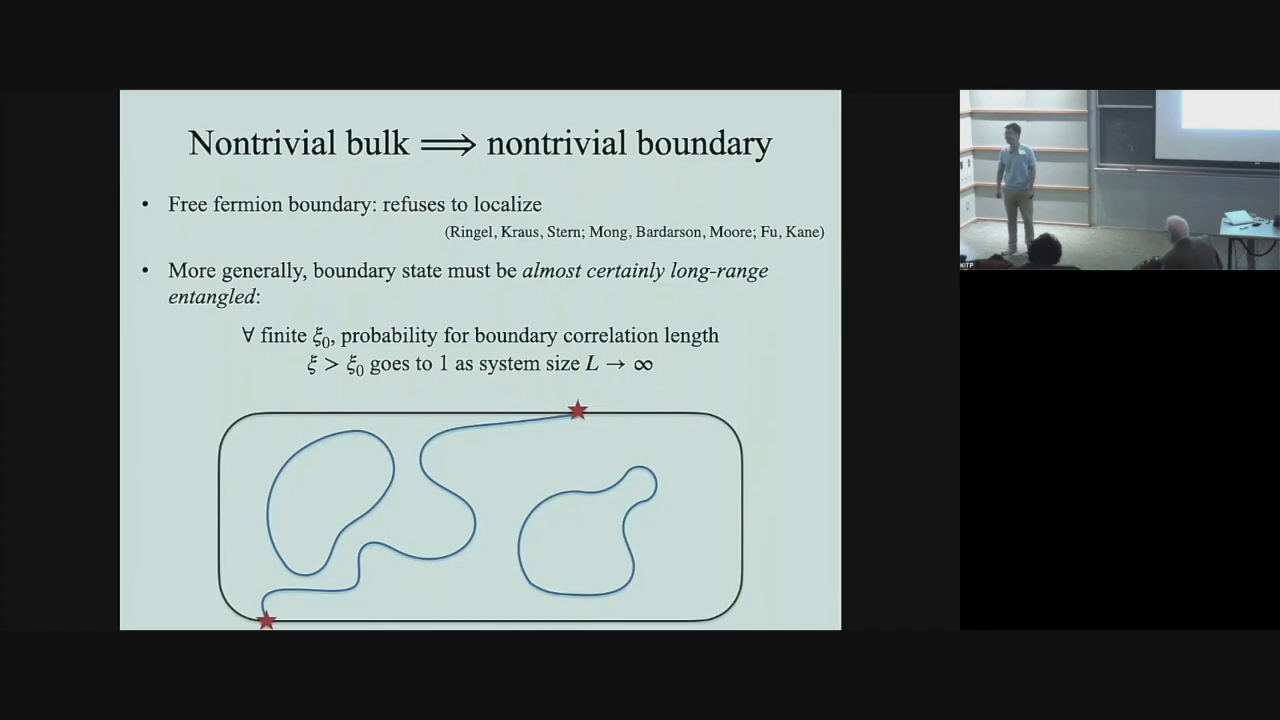 Nontrivial bulk ⟹ nontrivial boundary
• Free fermion boundary: refuses to localize
(Ringel, Kraus, Stern; Mong, Bardarson, Moore; Fu, Kane)
• More generally, boundary state must be almost certainly long-range
entangled:
∀ finite ξ₀, probability for boundary correlation length
ξ > ξ₀ goes to 1 as system size L → ∞
KITP